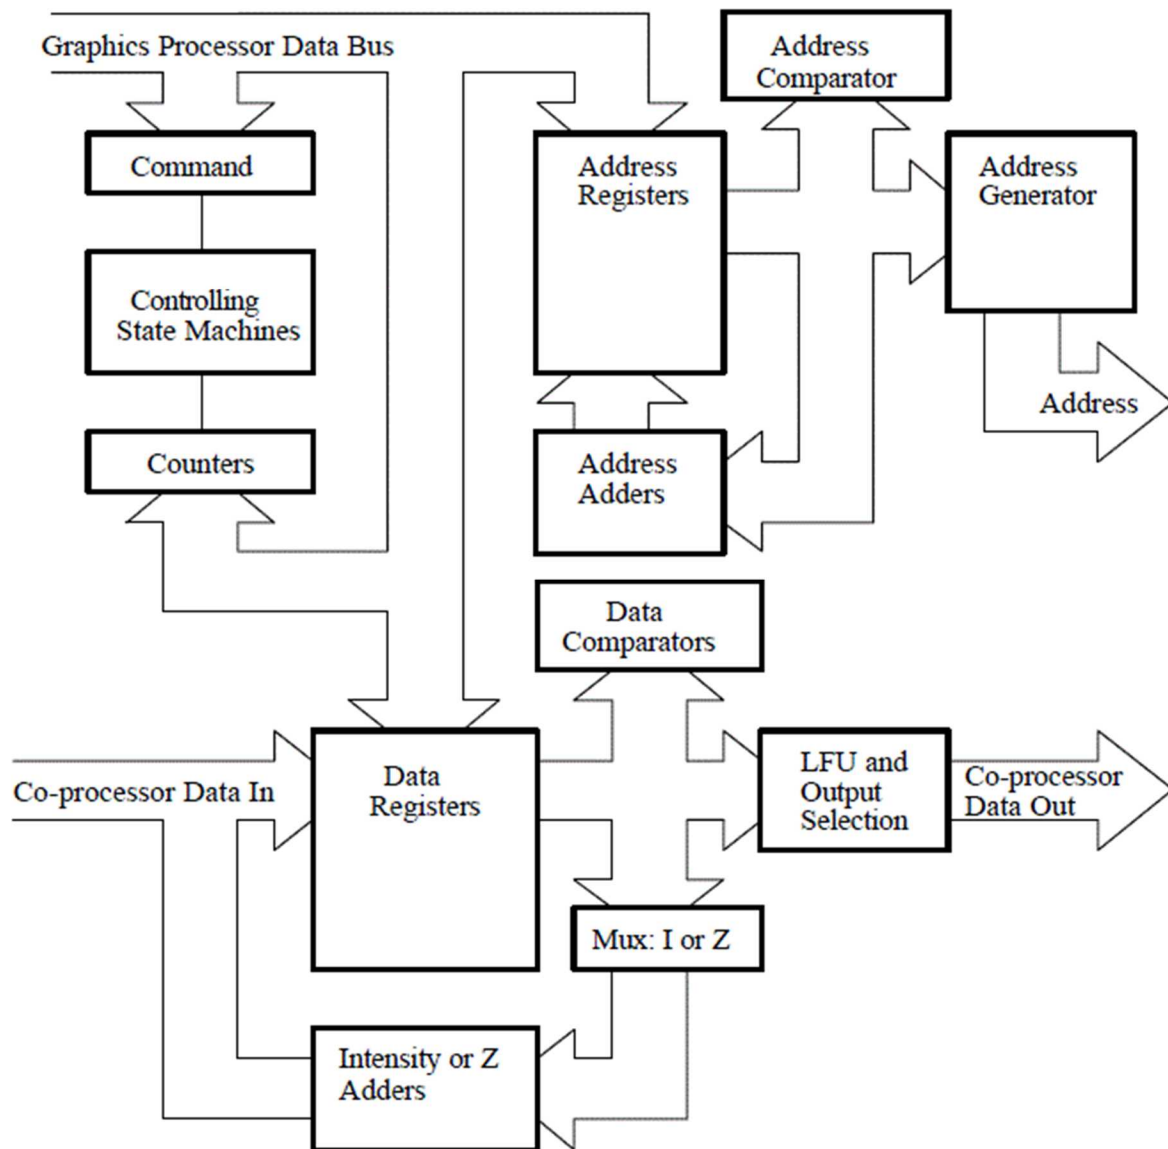 Graphics Processor Data Bus
Address
Comparator
Command
Address
Registers
Address
Generator
Controlling
State Machines
Address
Counters
Address
Adders
Data
Comparators
Co-processor Data In
Data
Registers
LFU and
Output
Selection
Co-processor
Data Out
Mux: I or Z
Intensity or Z
Adders